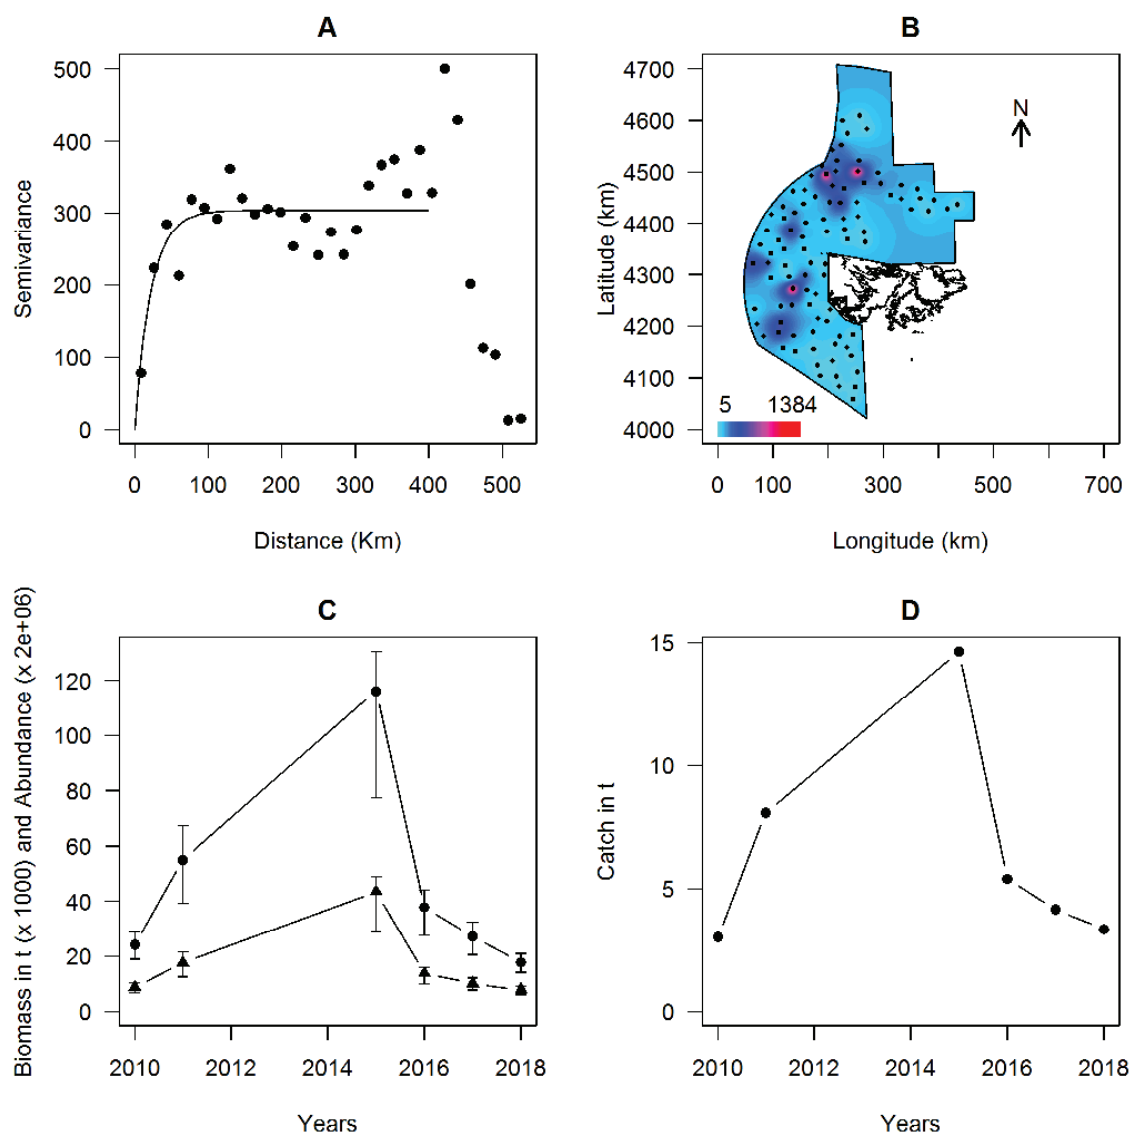 A
500
400
300
200
100
0
Semivariance
0 100 200 300 400 500
Distance (Km)
B
4700
4600
4500
4400
4300
4200
4100
4000
Latitude (km)
N
5 1384
0 100 300 500 700
Longitude (km)
C
120
100
80
60
40
20
0
Biomass in t (x 1000) and Abundance (x 2e+06)
2010 2012 2014 2016 2018
Years
D
15
10
5
0
Catch in t
2010 2012 2014 2016 2018
Years